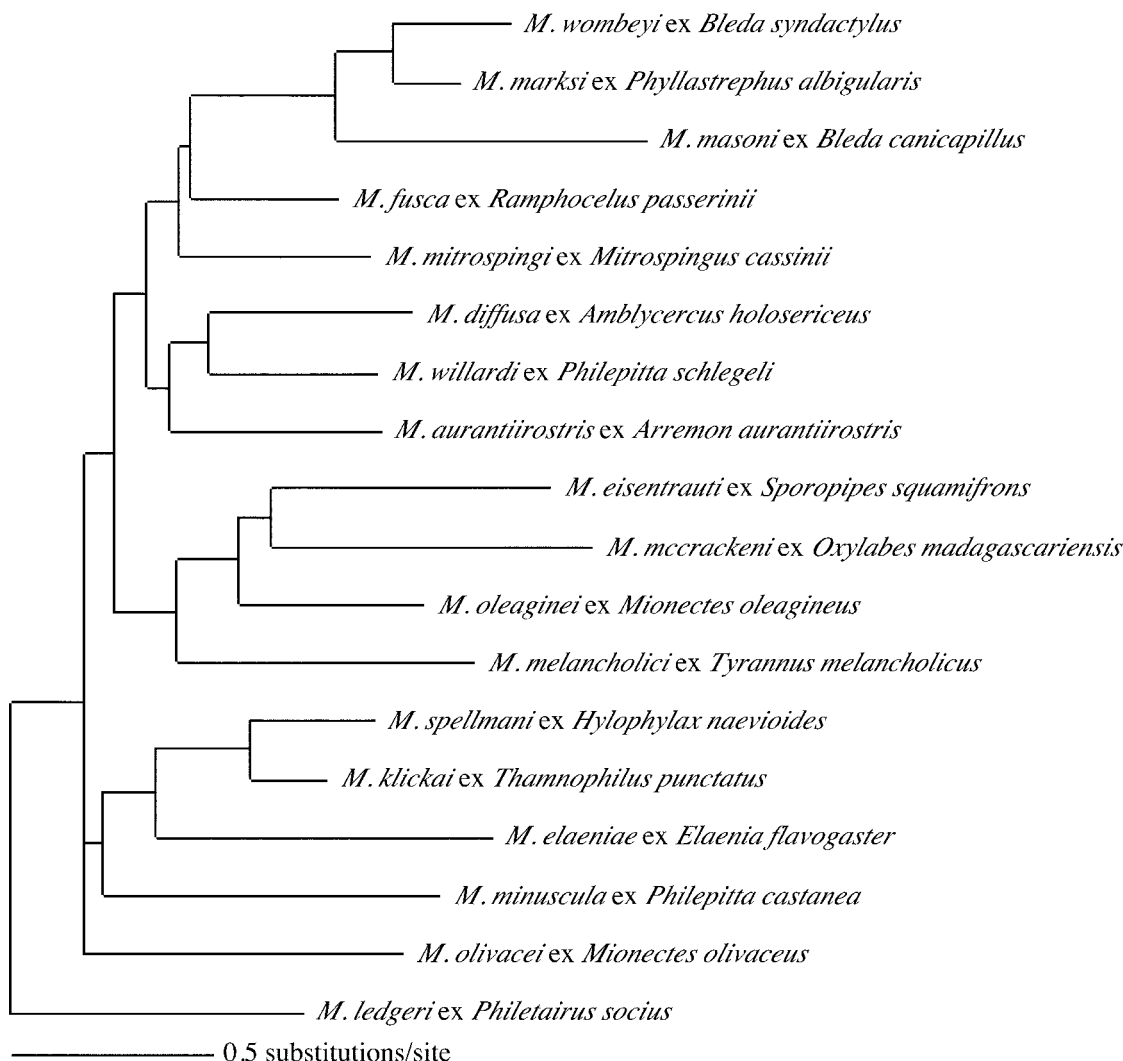 M. wombeyi ex Bleda syndactylus
M. marksi ex Phyllastrephus albigularis
M. masoni ex Bleda canicapillus
M. fusca ex Ramphocelus passerinii
M. mitrospingi ex Mitrospingus cassinii
M. diffusa ex Amblycercus holosericeus
M. willardi ex Philepitta schlegeli
M. aurantiirostris ex Arremon aurantiirostris
M. eisentrauti ex Sporopipes squamifrons
M. mccrackeni ex Oxylabes madagascariensis
M. oleaginei ex Mionectes oleagineus
M. melancholici ex Tyrannus melancholicus
M. spellmani ex Hylophylax naevioides
M. klickai ex Thamnophilus punctatus
M. elaeniae ex Elaenia flavogaster
M. minuscula ex Philepitta castanea
M. olivacei ex Mionectes olivaceus
M. ledgeri ex Philetairus socius
0.5 substitutions/site